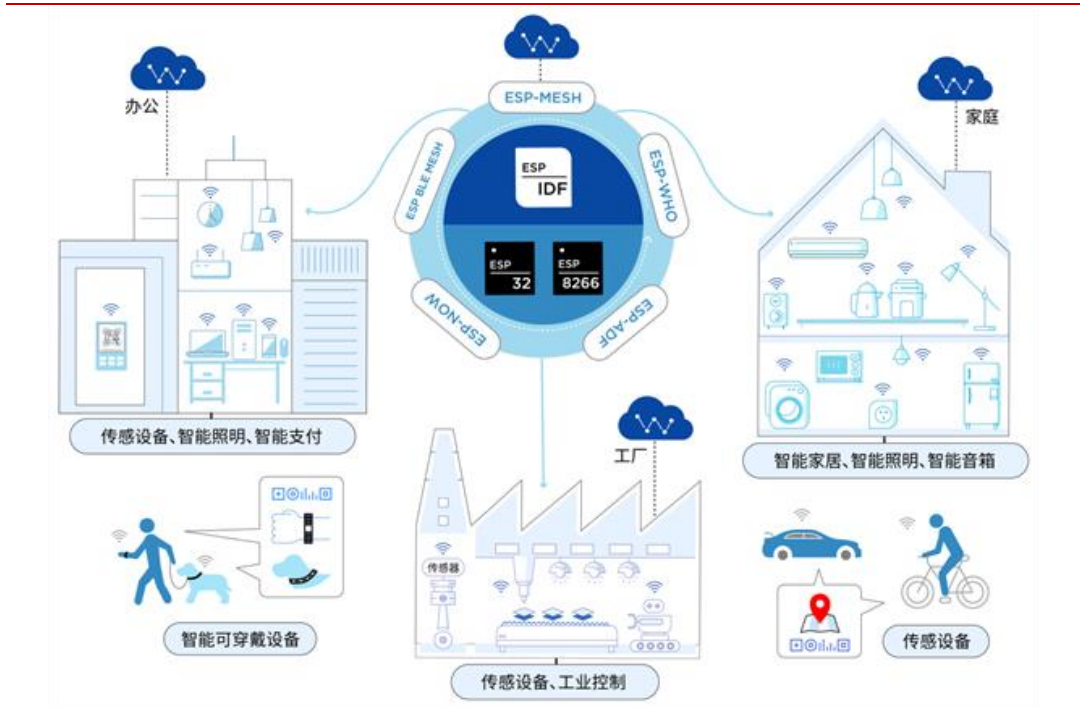 办公
ESP-MESH
家庭
ESP BLE MESH
ESP-WHO
ESP
IDF
ESP
32
ESP
8266
ESP-NOW
ESP-ADF
传感设备、智能照明、智能支付
工厂
智能家居、智能照明、智能音箱
传感器
智能可穿戴设备
传感设备
传感设备、工业控制